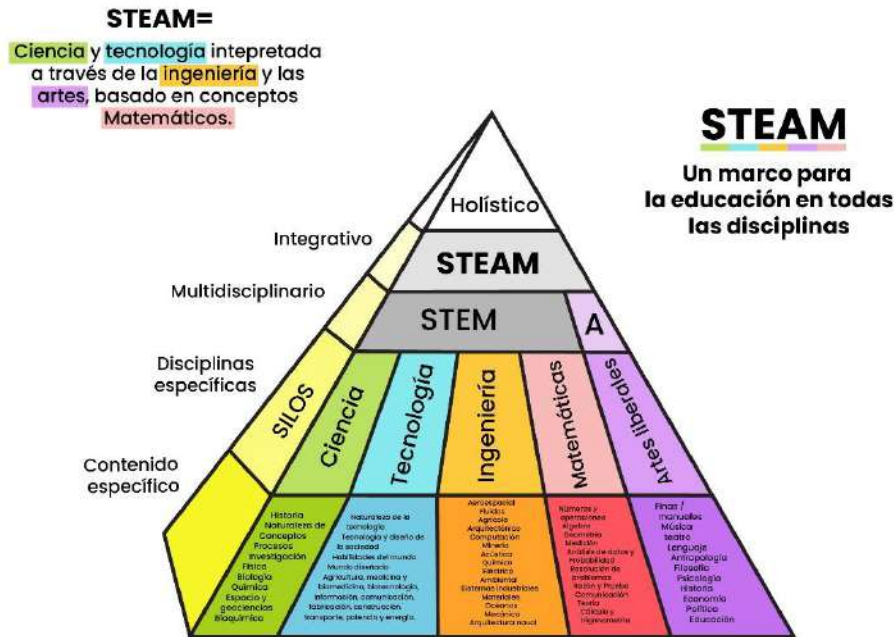 STEAM=
Ciencia y tecnología intepretada
a través de la ingeniería y las
artes, basado en conceptos
Matemáticos.
STEAM
Un marco para
la educación en todas
las disciplinas
Holístico
Integrativo
STEAM
Multidisciplinario
STEM
A
Disciplinas
específicas
SILOS
Ciencia
Tecnología
Ingeniería
Matemáticas
Artes liberales
Contenido
específico
Historia
Naturaleza de
Conceptos
Procesos
Investigación
Física
Biología
Química
Espacio y
geociencias
Bioquímica
Naturaleza de la
tecnología
Tecnología y diseño de
la sociedad
Habilidades del mundo
Mundo diseñado
Agricultura, medicina y
biomedicina, biotecnología,
información, comunicación,
fabricación, construcción,
transporte, potencia y energía.
Aeroespacial
Fluidos
Agrícola
Arquitectónico
Computación
Minería
Acústica
Química
Eléctrico
Ambiental
Sistemas industriales
Materiales
Océanos
Mecánico
Arquitectura naval
Números y
operaciones
Álgebra
Geometría
Medición
Análisis de datos y
Probabilidad
Resolución de
problemas
Razón y Prueba
Comunicación
Teoría
Cálculo y
trigonometría
Finas /
manuales
Música
teatro
Lenguaje
Antropología
Filosofía
Psicología
Historia
Economía
Política
Educación